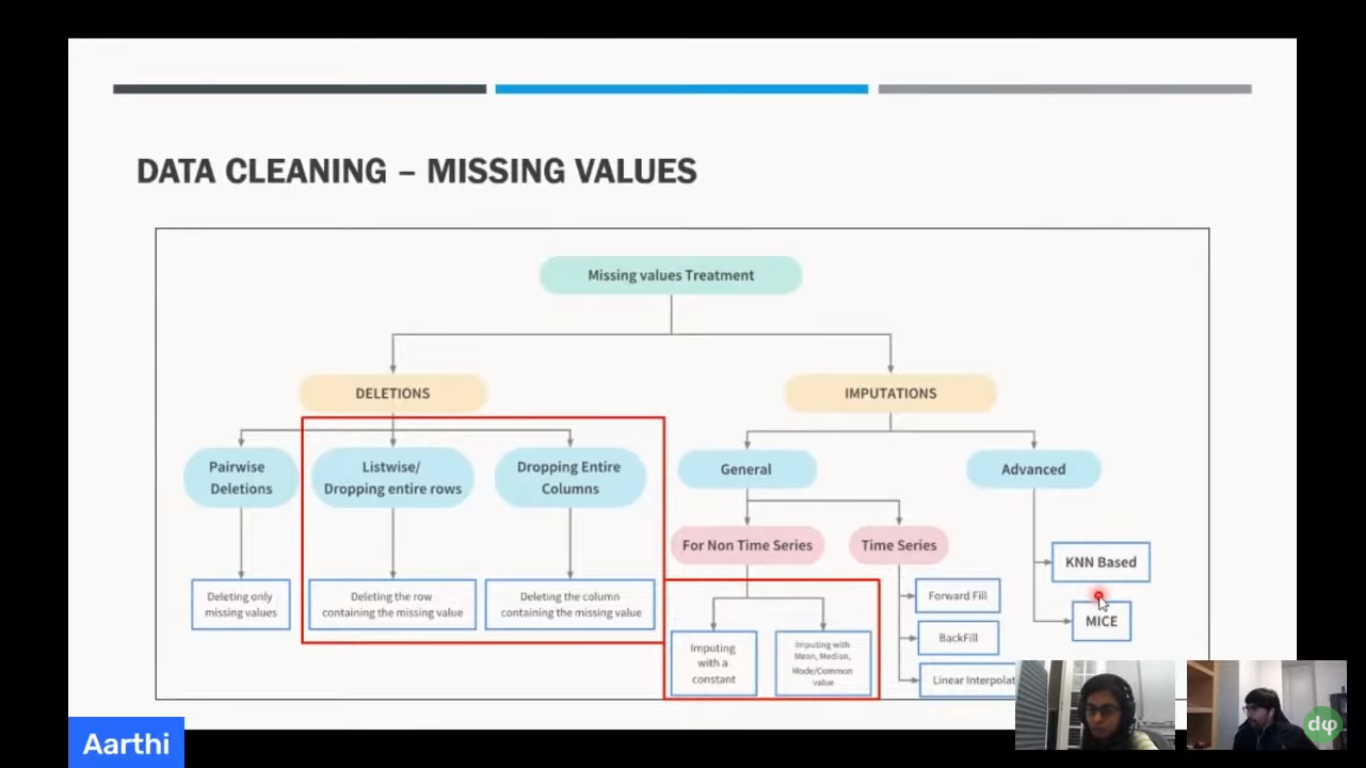 DATA CLEANING – MISSING VALUES
Missing values Treatment
DELETIONS
IMPUTATIONS
Pairwise
Deletions
Listwise/
Dropping entire rows
Dropping Entire
Columns
General
Advanced
For Non Time Series
Time Series
Deleting only
missing values
Deleting the row
containing the missing value
Deleting the column
containing the missing value
Imputing
with a
constant
Imputing with
Mean, Median,
Mode/Common
value
Forward Fill
BackFill
Linear Interpolat
KNN Based
MICE
Aarthi
dφ